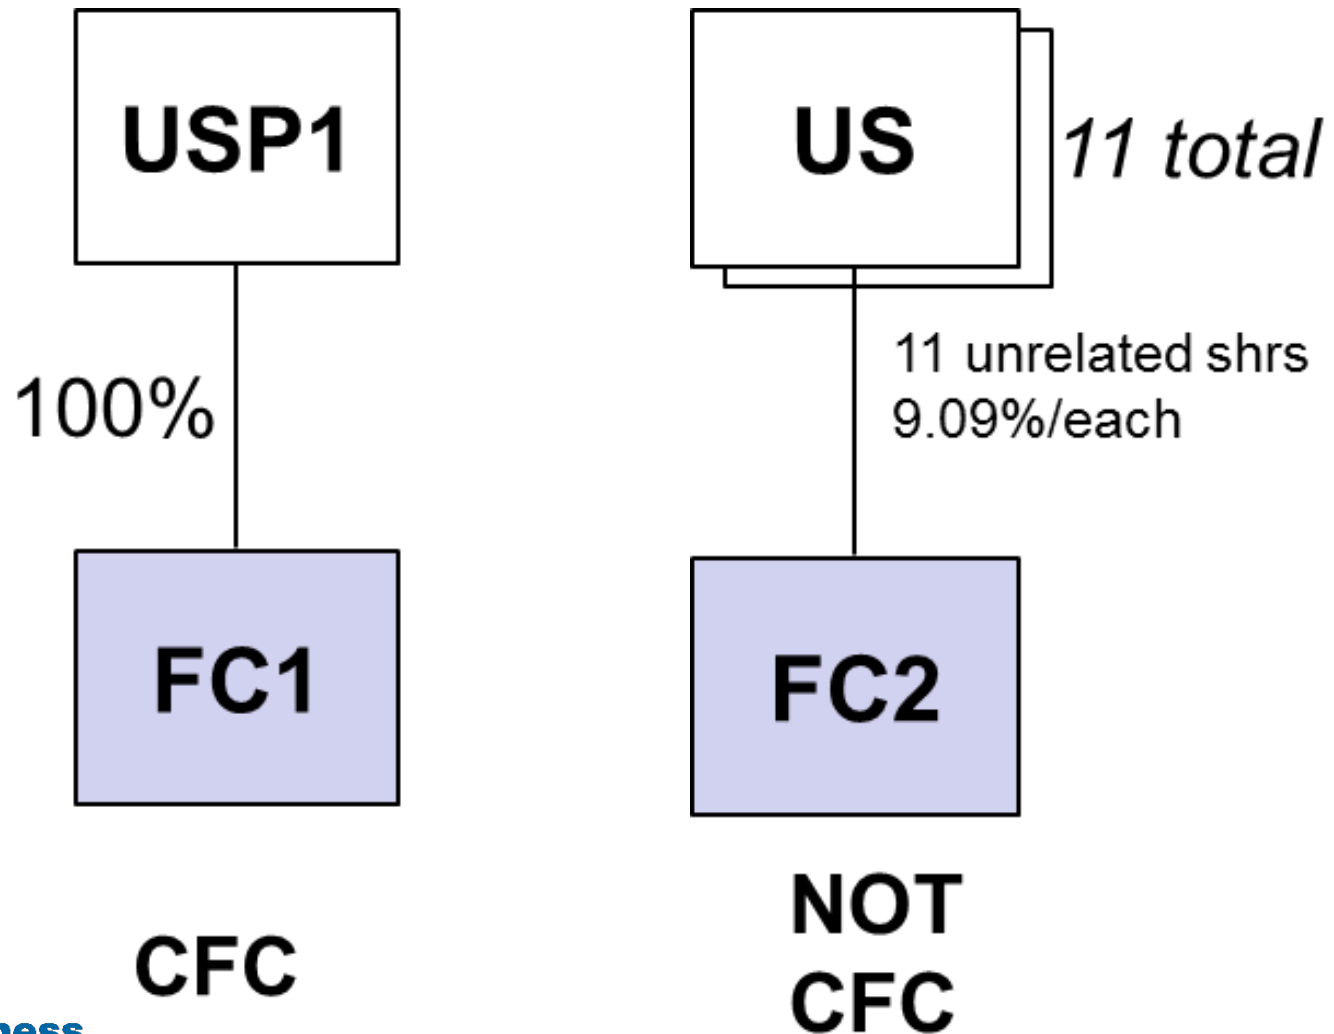 USP1
US
11 total
100%
11 unrelated shrs
9.09%/each
FC1
FC2
CFC
NOT
CFC